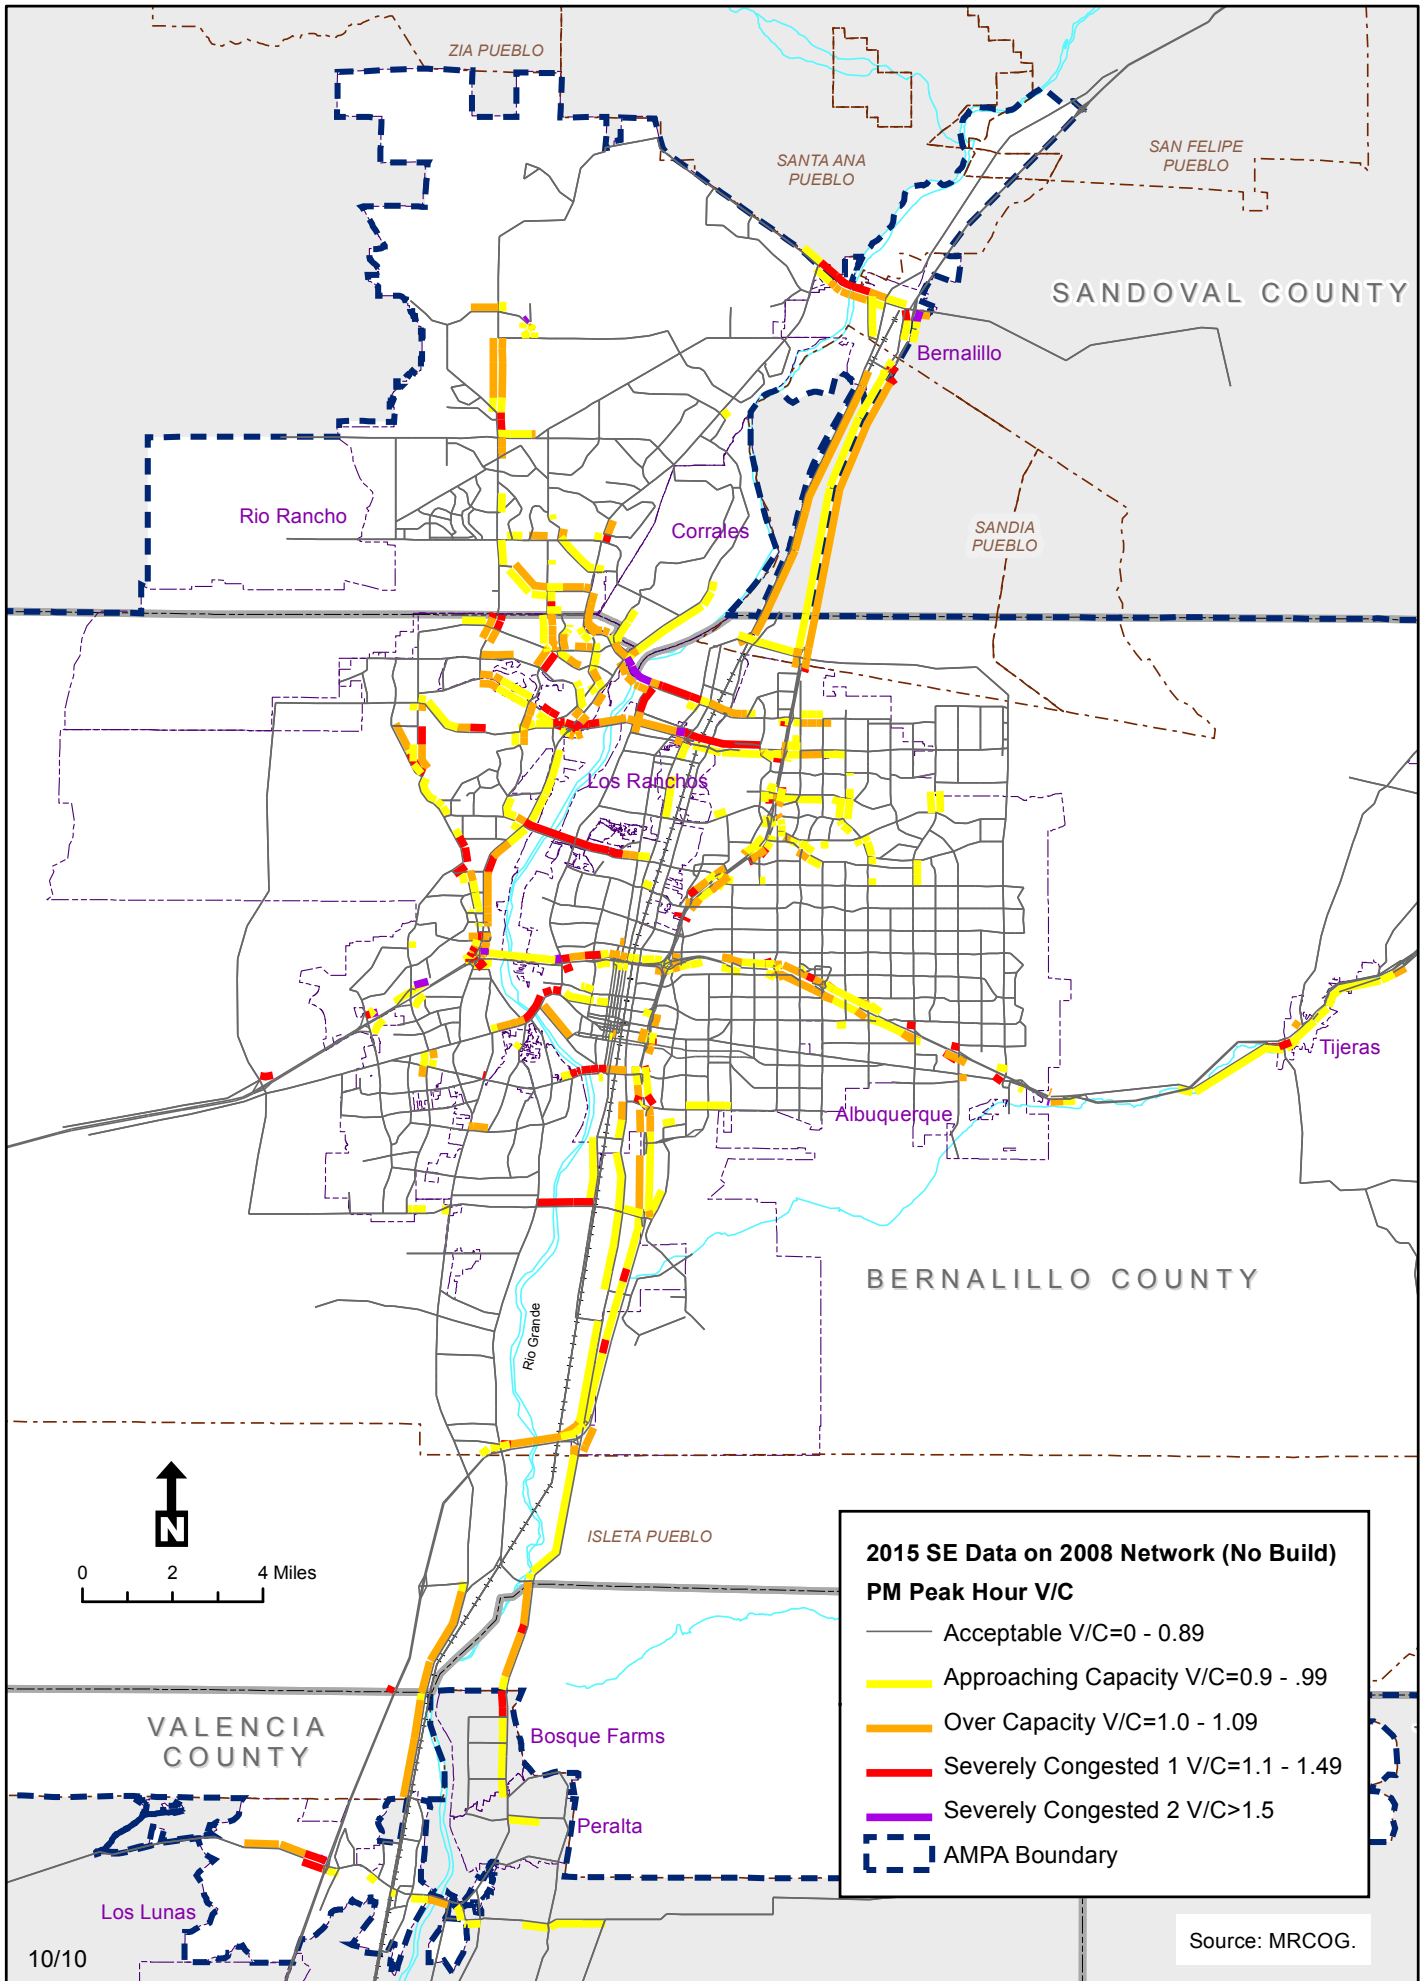 ZIA PUEBLO
SANTA ANA
PUEBLO
SAN FELIPE
PUEBLO
SANDOVAL COUNTY
Bernalillo
Rio Rancho
Corrales
SANDIA
PUEBLO
Los Ranchos
Tijeras
Albuquerque
BERNALILLO COUNTY
Rio Grande
N
0 2 4 Miles
ISLETA PUEBLO
VALENCIA
COUNTY
Bosque Farms
Peralta
Los Lunas
2015 SE Data on 2008 Network (No Build)
PM Peak Hour V/C
Acceptable V/C=0 - 0.89
Approaching Capacity V/C=0.9 - .99
Over Capacity V/C=1.0 - 1.09
Severely Congested 1 V/C=1.1 - 1.49
Severely Congested 2 V/C>1.5
AMPA Boundary
Source: MRCOG.
10/10